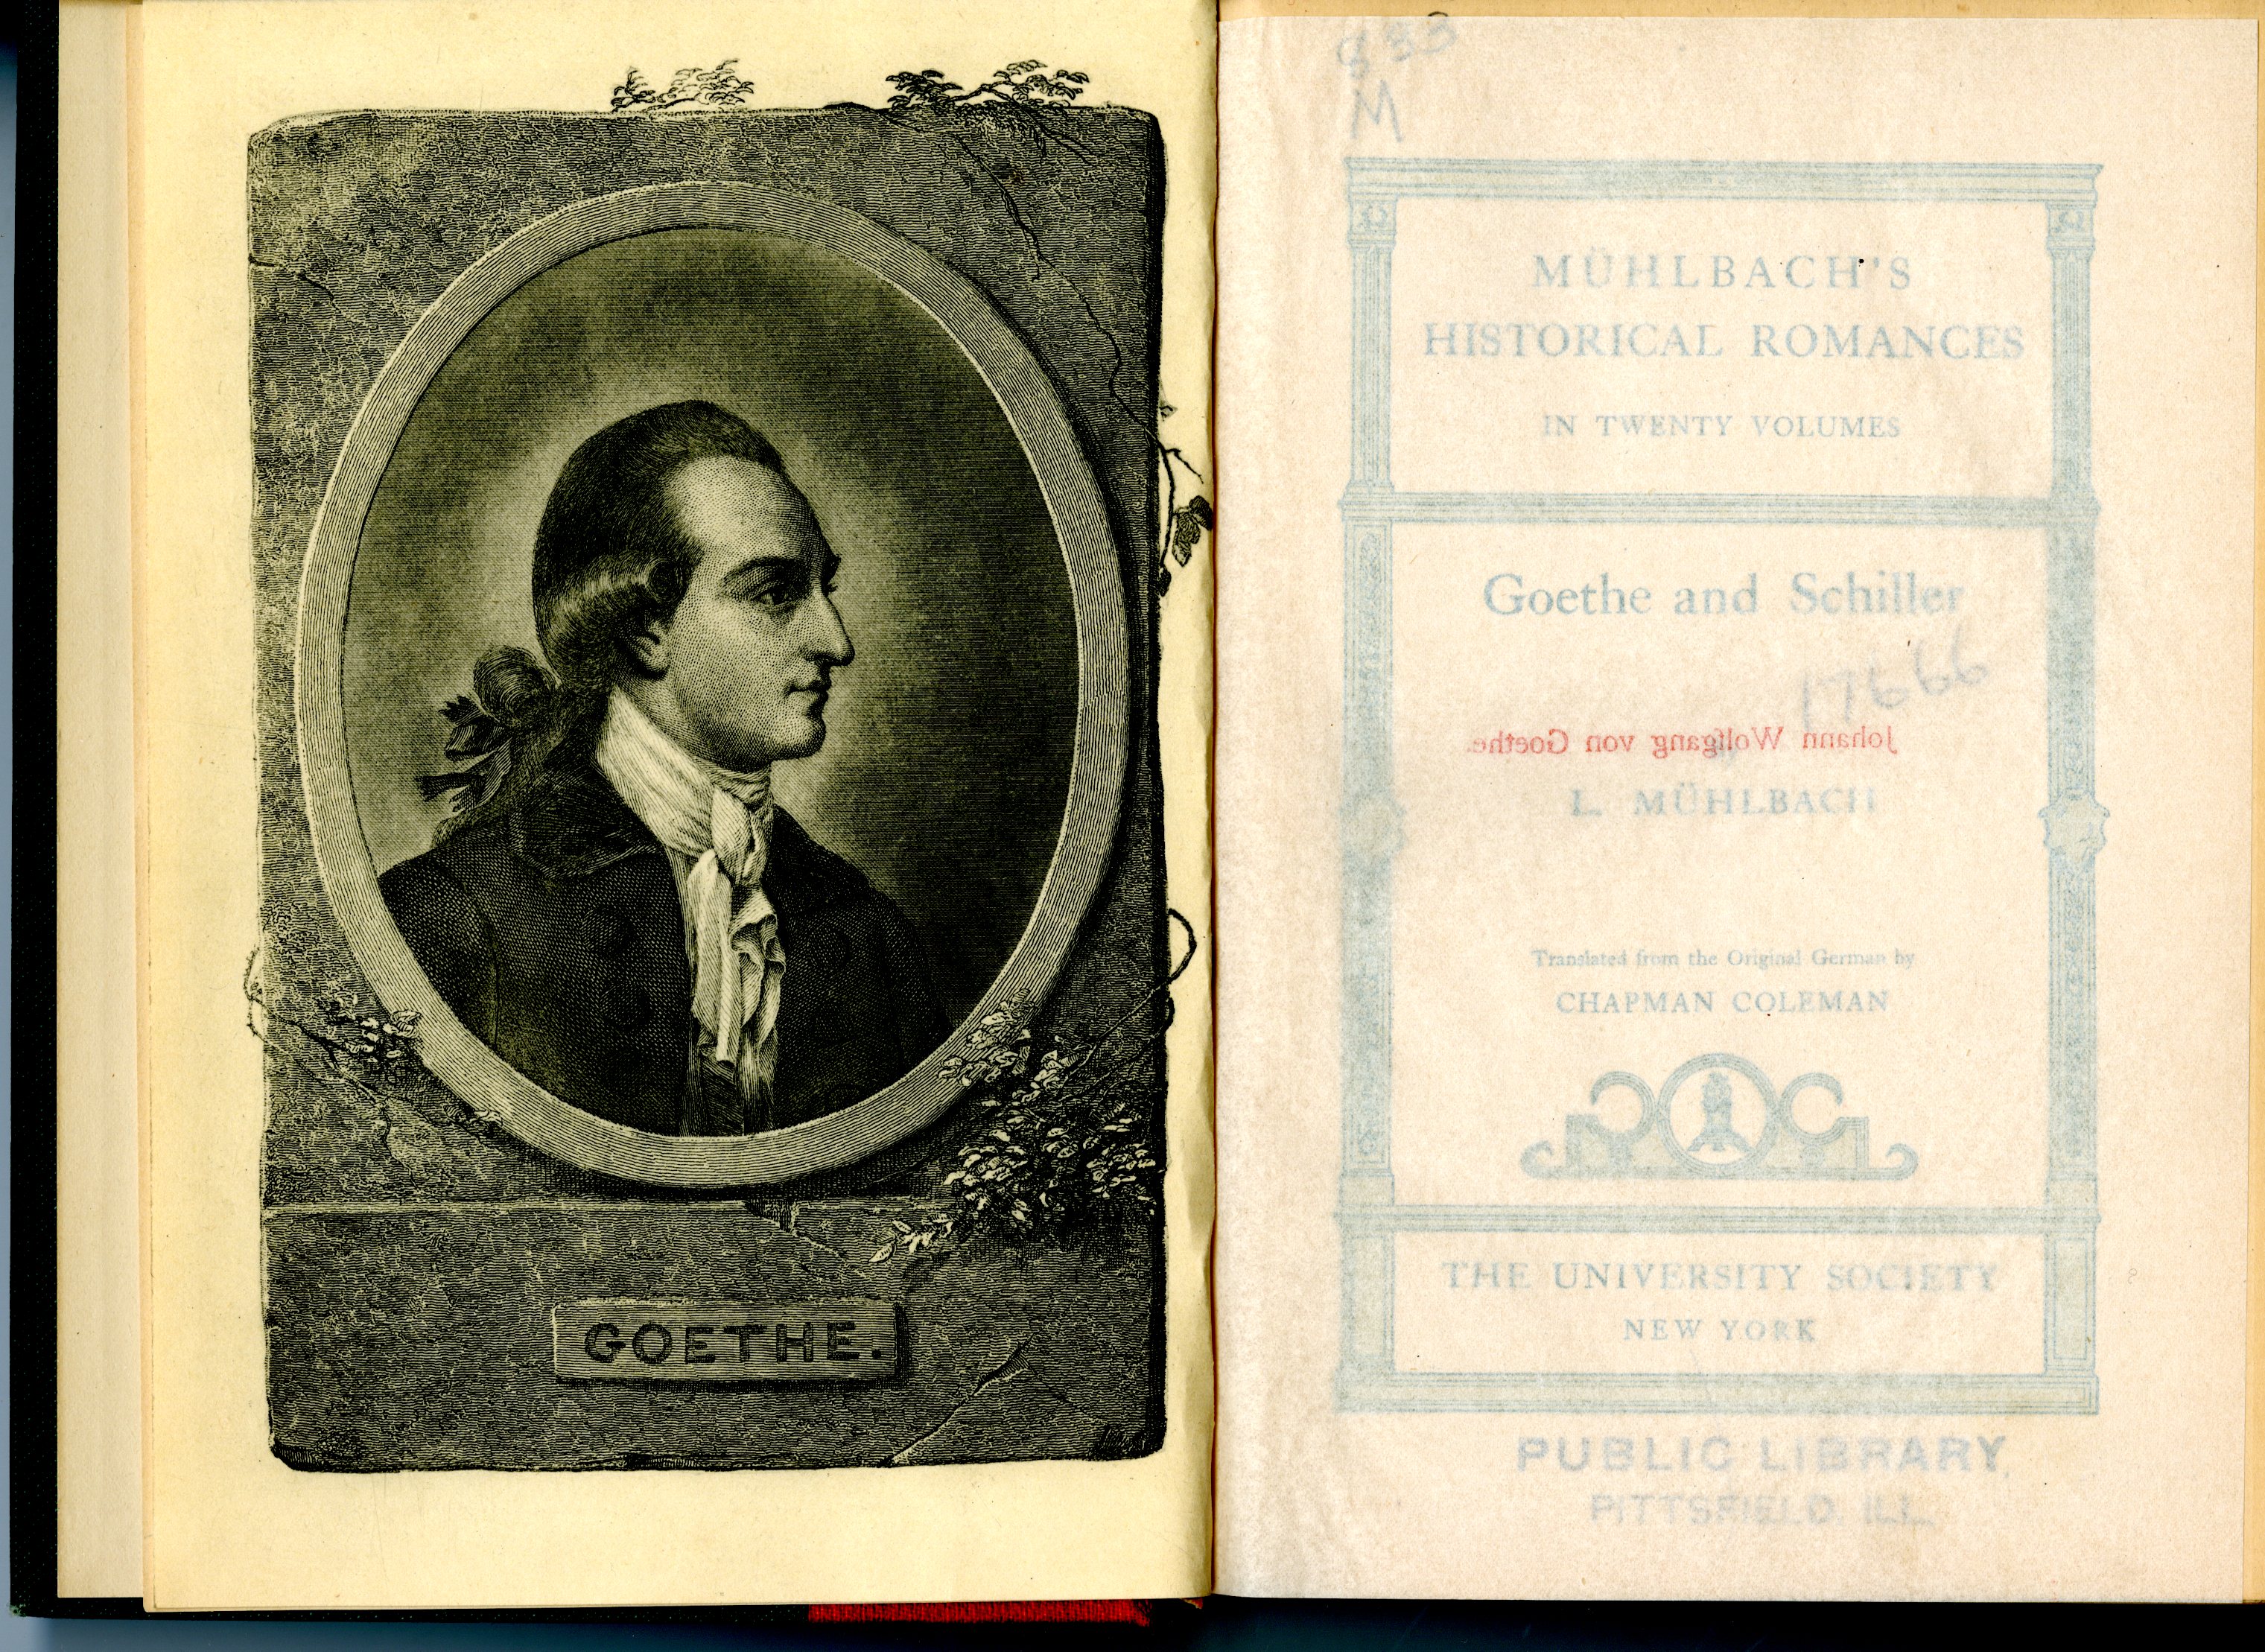 GOETHE.
833
M
MÜHLBACH'S
HISTORICAL ROMANCES
IN TWENTY VOLUMES
Goethe and Schiller
17666
Johann Wolfgang von Goethe.
L. MÜHLBACH
Translated from the Original German by
CHAPMAN COLEMAN
THE UNIVERSITY SOCIETY
NEW YORK
PUBLIC LIBRARY
PITTSFIELD. ILL.